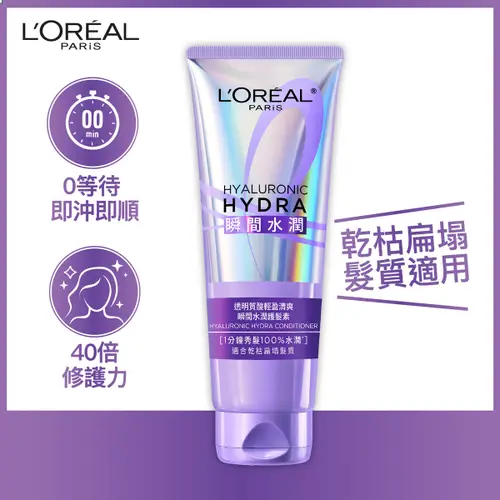 L'ORÉAL
PARIS
00
min
0等待
即沖即順
40倍
修護力
L'ORÉAL®
PARIS
HYALURONIC
HYDRA
瞬間水潤
透明質酸輕盈清爽
瞬間水潤護髮素
HYALURONIC HYDRA CONDITIONER
[1分鐘秀髮100%水潤*]
適合乾枯扁塌髮質
乾枯扁塌
髮質適用